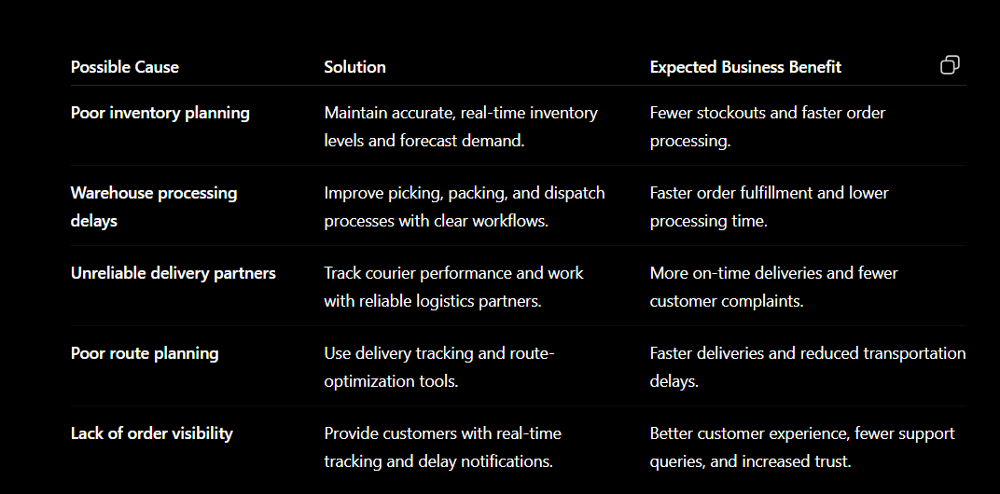 Possible Cause Solution Expected Business Benefit
Poor inventory planning Maintain accurate, real-time inventory Fewer stockouts and faster order
levels and forecast demand. processing.
Warehouse processing Improve picking, packing, and dispatch Faster order fulfillment and lower
delays processes with clear workflows. processing time.
Unreliable delivery partners Track courier performance and work More on-time deliveries and fewer
with reliable logistics partners. customer complaints.
Poor route planning Use delivery tracking and route- Faster deliveries and reduced transportation
optimization tools. delays.
Lack of order visibility Provide customers with real-time Better customer experience, fewer support
tracking and delay notifications. queries, and increased trust.